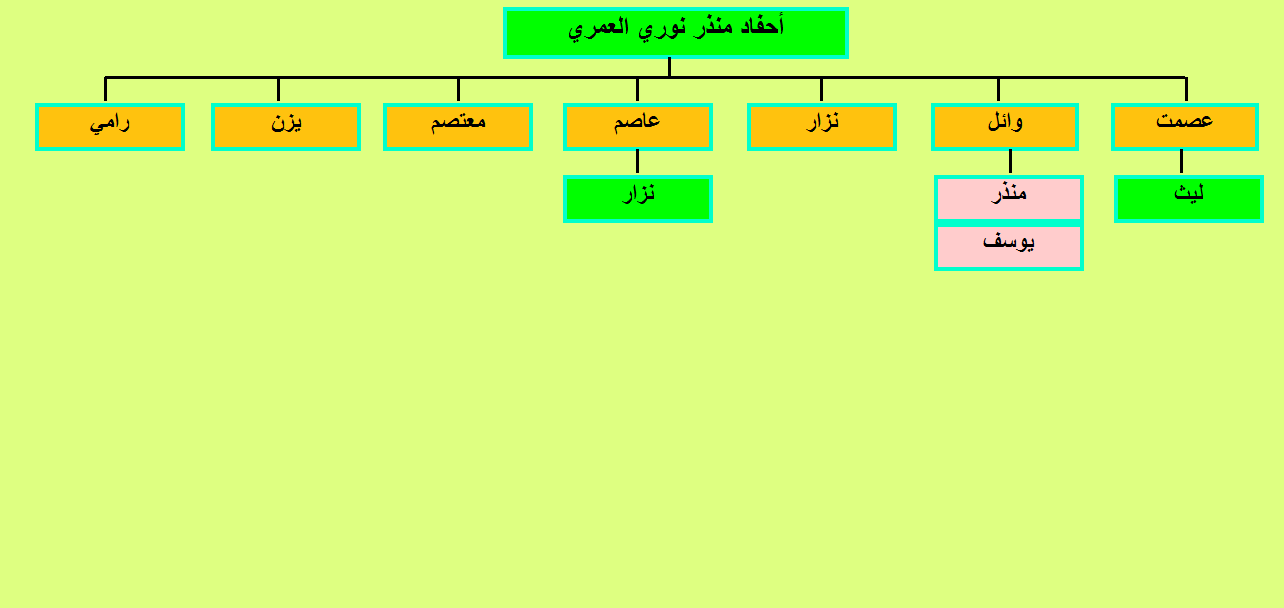 أحفاد منذر نوري العمري
عصمت
وائل
نزار
عاصم
معتصم
يزن
رامي
ليث
منذر
نزار
يوسف